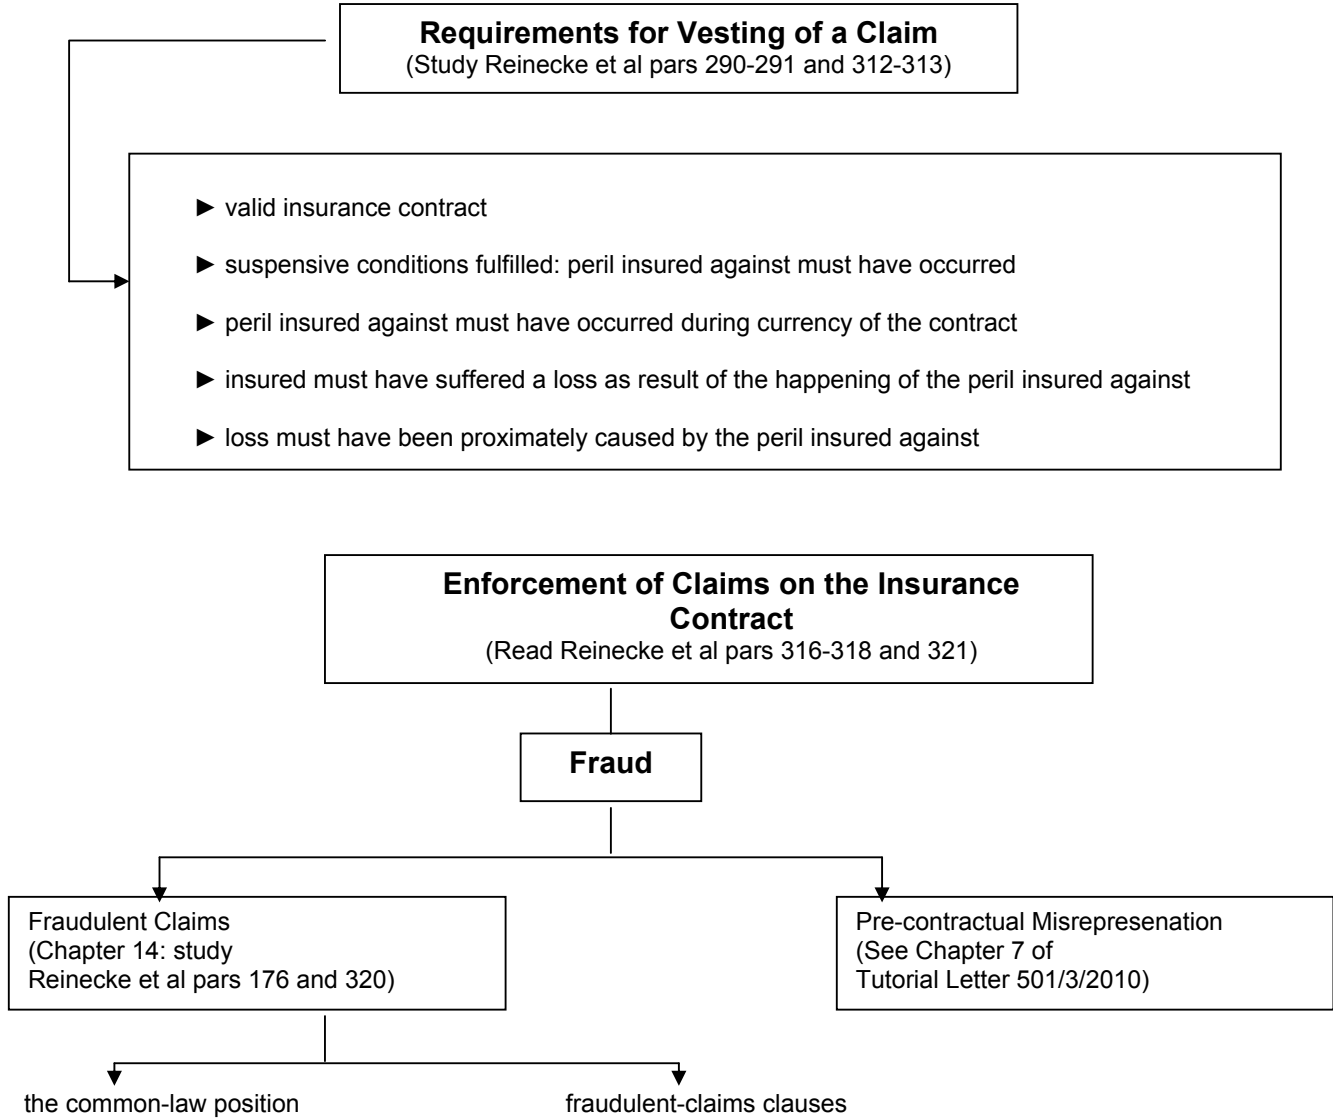 Requirements for Vesting of a Claim
(Study Reinecke et al pars 290-291 and 312-313)
► valid insurance contract
► suspensive conditions fulfilled: peril insured against must have occurred
► peril insured against must have occurred during currency of the contract
► insured must have suffered a loss as result of the happening of the peril insured against
► loss must have been proximately caused by the peril insured against
Enforcement of Claims on the Insurance
Contract
(Read Reinecke et al pars 316-318 and 321)
Fraud
Fraudulent Claims
(Chapter 14: study
Reinecke et al pars 176 and 320)
Pre-contractual Misrepresenation
(See Chapter 7 of
Tutorial Letter 501/3/2010)
the common-law position
fraudulent-claims clauses